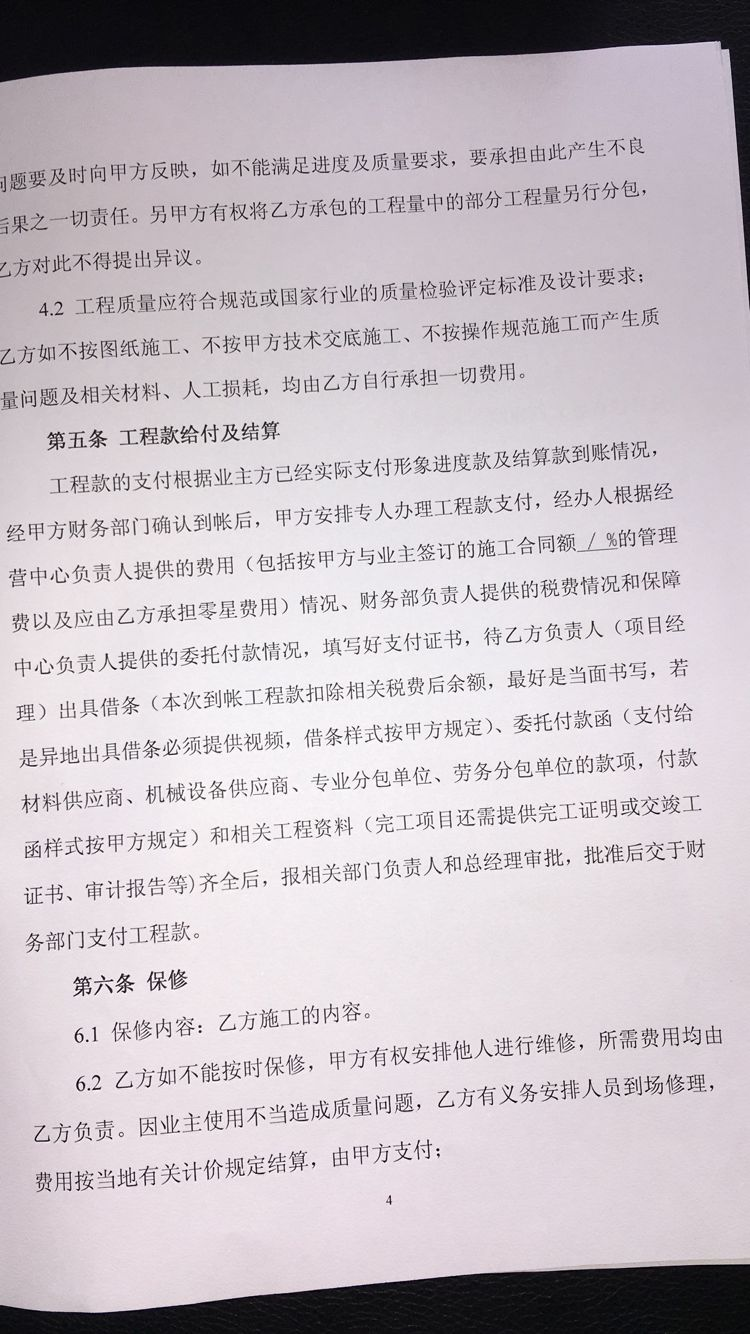 问题要及时向甲方反映，如不能满足进度及质量要求，要承担由此产生不良
后果之一切责任。另甲方有权将乙方承包的工程量中的部分工程量另行分包，
乙方对此不得提出异议。
4.2 工程质量应符合规范或国家行业的质量检验评定标准及设计要求；
乙方如不按图纸施工、不按甲方技术交底施工、不按操作规范施工而产生质
量问题及相关材料、人工损耗，均由乙方自行承担一切费用。
第五条 工程款给付及结算
工程款的支付根据业主方已经实际支付形象进度款及结算款到账情况，
经甲方财务部门确认到帐后，甲方安排专人办理工程款支付，经办人根据经
营中心负责人提供的费用（包括按甲方与业主签订的施工合同额 / %的管理
费以及应由乙方承担零星费用）情况、财务部负责人提供的税费情况和保障
中心负责人提供的委托付款情况，填写好支付证书，待乙方负责人（项目经
理）出具借条（本次到帐工程款扣除相关税费后余额，最好是当面书写，若
是异地出具借条必须提供视频，借条样式按甲方规定）、委托付款函（支付给
材料供应商、机械设备供应商、专业分包单位、劳务分包单位的款项，付款
函样式按甲方规定）和相关工程资料（完工项目还需提供完工证明或交竣工
证书、审计报告等)齐全后，报相关部门负责人和总经理审批，批准后交于财
务部门支付工程款。
第六条 保修
6.1 保修内容：乙方施工的内容。
6.2 乙方如不能按时保修，甲方有权安排他人进行维修，所需费用均由
乙方负责。因业主使用不当造成质量问题，乙方有义务安排人员到场修理，
费用按当地有关计价规定结算，由甲方支付；
4